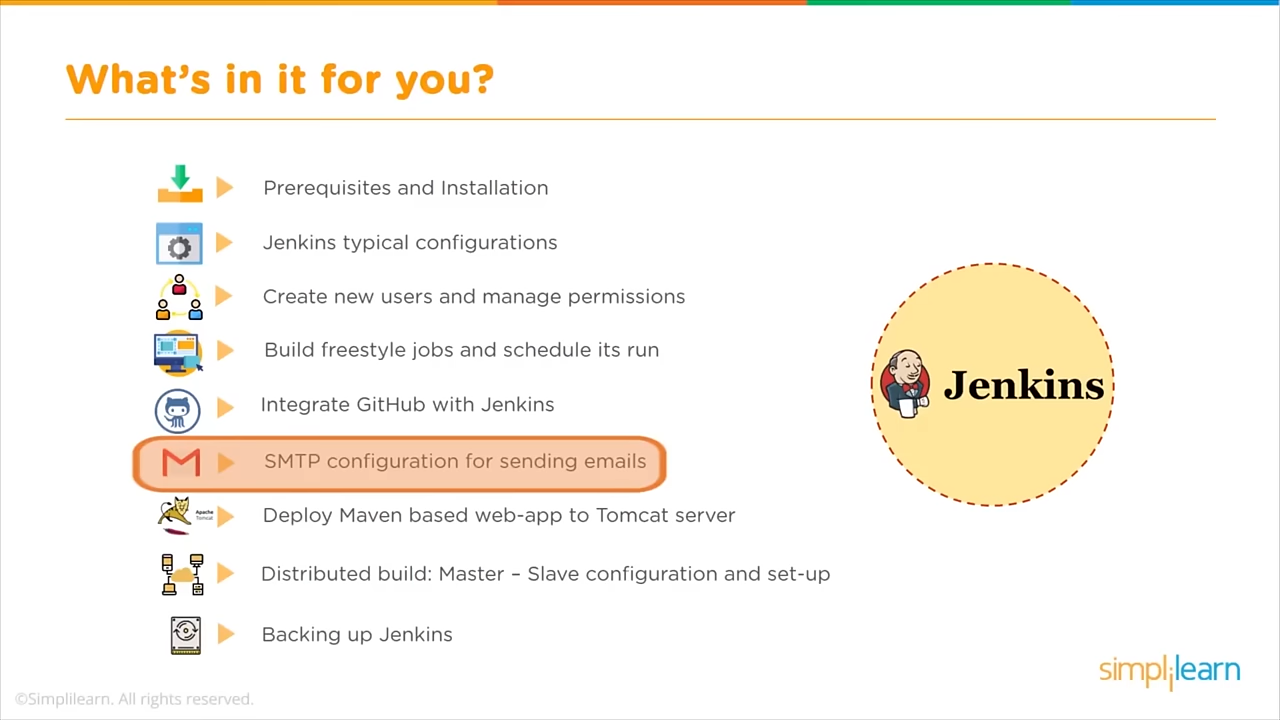 What's in it for you?
Prerequisites and Installation
Jenkins typical configurations
Create new users and manage permissions
Build freestyle jobs and schedule its run
Integrate GitHub with Jenkins
SMTP configuration for sending emails
Apache
Tomcat
Deploy Maven based web-app to Tomcat server
Distributed build: Master – Slave configuration and set-up
Backing up Jenkins
Jenkins
simplilearn
©Simplilearn. All rights reserved.